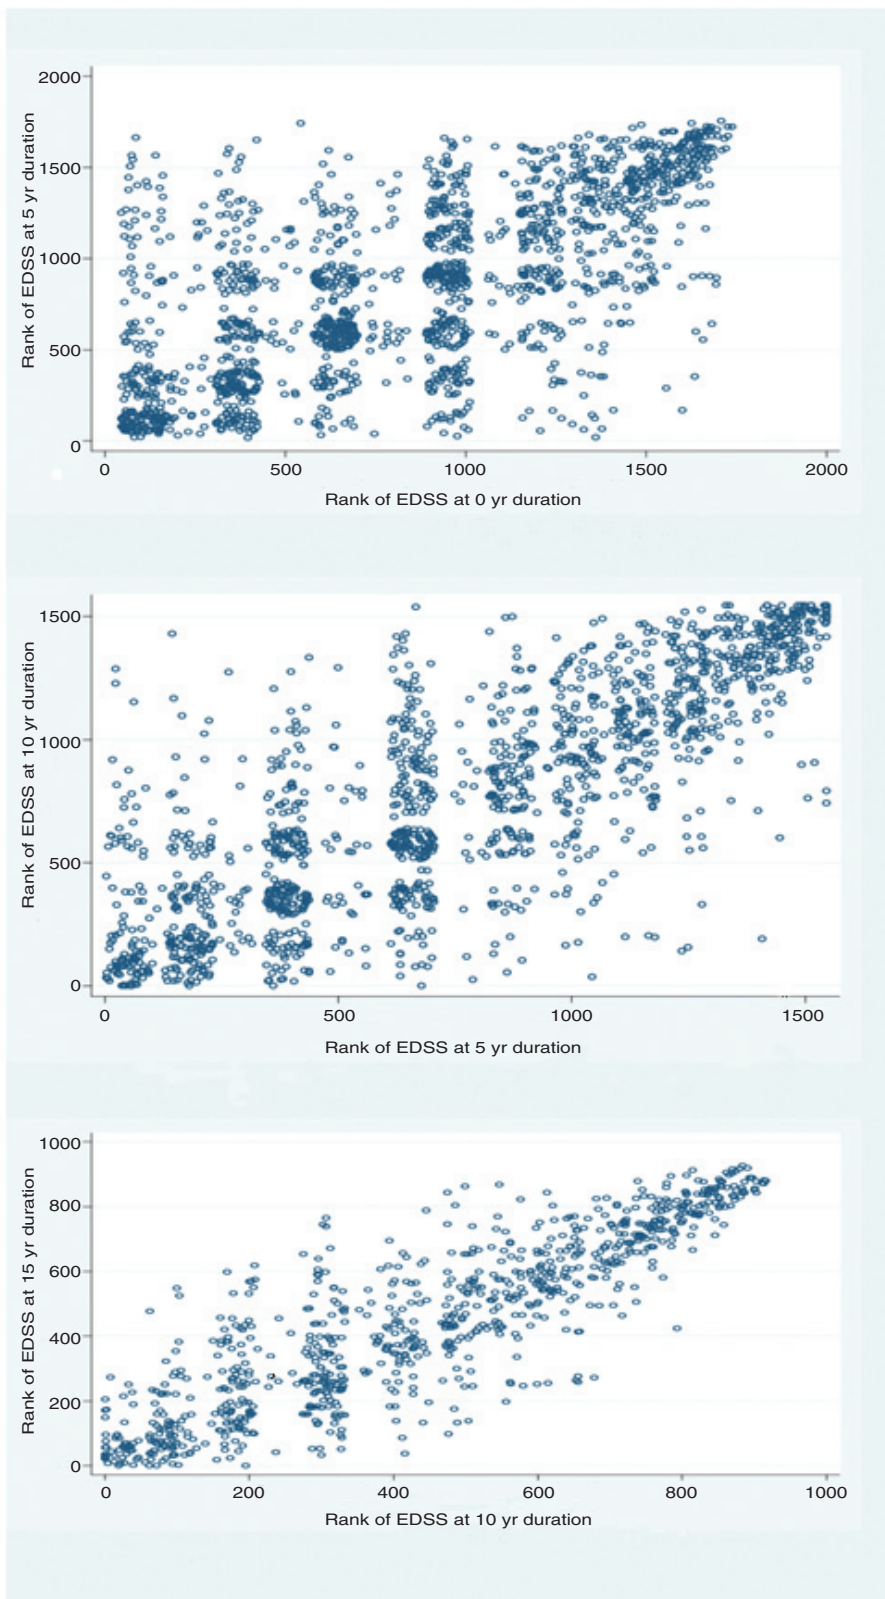 2000
1500
1000
500
0
Rank of EDSS at 5 yr duration
0 500 1000 1500 2000
Rank of EDSS at 0 yr duration
1500
1000
500
0
Rank of EDSS at 10 yr duration
0 500 1000 1500
Rank of EDSS at 5 yr duration
1000
800
600
400
200
0
Rank of EDSS at 15 yr duration
0 200 400 600 800 1000
Rank of EDSS at 10 yr duration